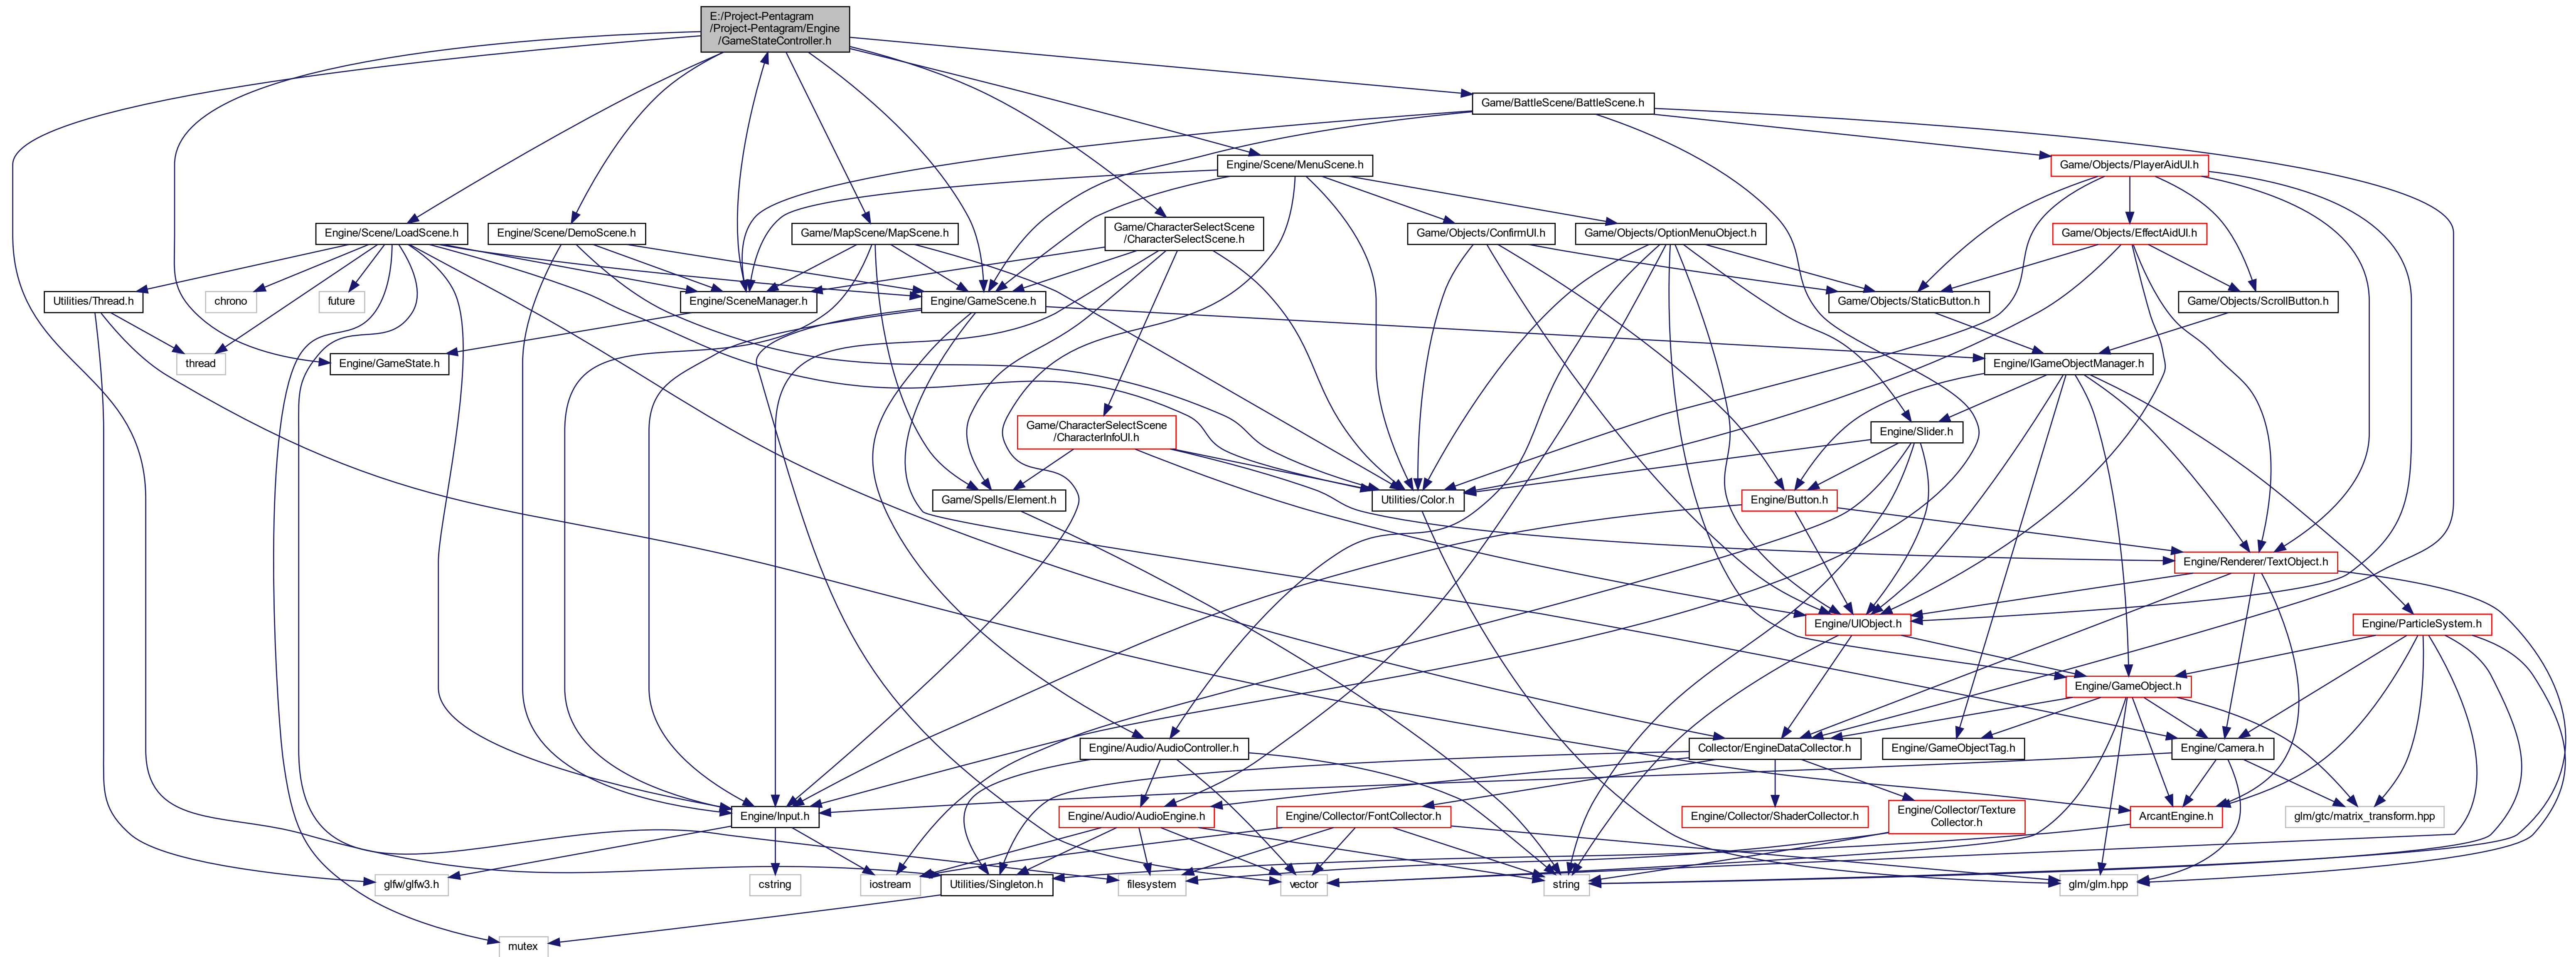 E:/Project-Pentagram
/Project-Pentagram/Engine
/GameStateController.h
Game/BattleScene/BattleScene.h
Engine/Scene/MenuScene.h
Game/Objects/PlayerAidUI.h
Engine/Scene/LoadScene.h
Engine/Scene/DemoScene.h
Game/MapScene/MapScene.h
Game/CharacterSelectScene
/CharacterSelectScene.h
Game/Objects/ConfirmUI.h
Game/Objects/OptionMenuObject.h
Game/Objects/EffectAidUI.h
Utilities/Thread.h
chrono
future
Engine/SceneManager.h
Engine/GameScene.h
Game/Objects/StaticButton.h
Game/Objects/ScrollButton.h
thread
Engine/GameState.h
Engine/IGameObjectManager.h
Game/CharacterSelectScene
/CharacterInfoUI.h
Engine/Slider.h
Game/Spells/Element.h
Utilities/Color.h
Engine/Button.h
Engine/Renderer/TextObject.h
Engine/UIObject.h
Engine/ParticleSystem.h
Engine/GameObject.h
Engine/Audio/AudioController.h
Collector/EngineDataCollector.h
Engine/GameObjectTag.h
Engine/Camera.h
Engine/Input.h
Engine/Audio/AudioEngine.h
Engine/Collector/FontCollector.h
Engine/Collector/ShaderCollector.h
Engine/Collector/Texture
Collector.h
ArcantEngine.h
glm/gtc/matrix_transform.hpp
glfw/glfw3.h
cstring
iostream
Utilities/Singleton.h
filesystem
vector
string
glm/glm.hpp
mutex